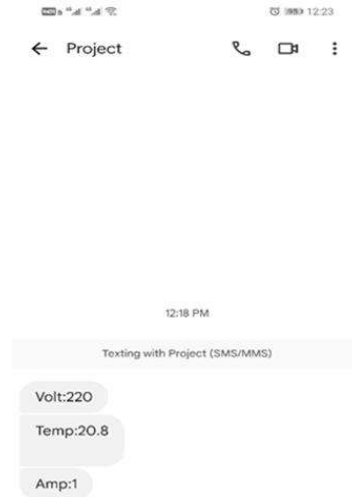 12:23
Project
12:18 PM
Texting with Project (SMS/MMS)
Volt:220
Temp:20.8
Amp:1